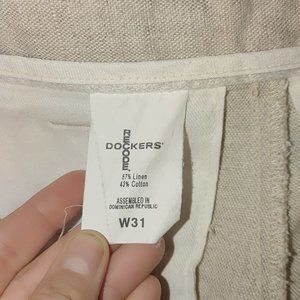 RECODE
DOCKERS'
57% Linen
43% Cotton
ASSEMBLED IN
DOMINICAN REPUBLIC
W31